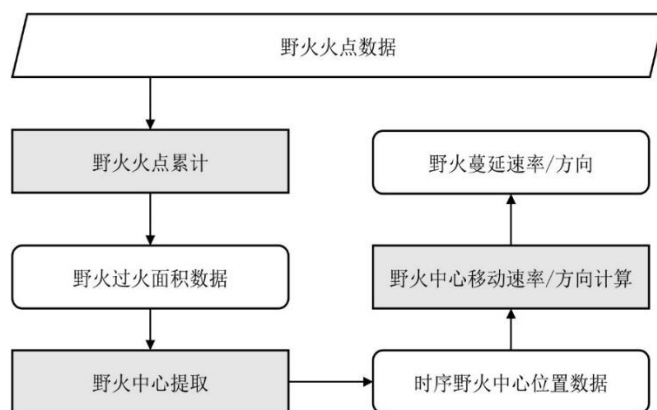 野火火点数据
野火火点累计
野火过火面积数据
野火中心提取
时序野火中心位置数据
野火中心移动速率/方向计算
野火蔓延速率/方向